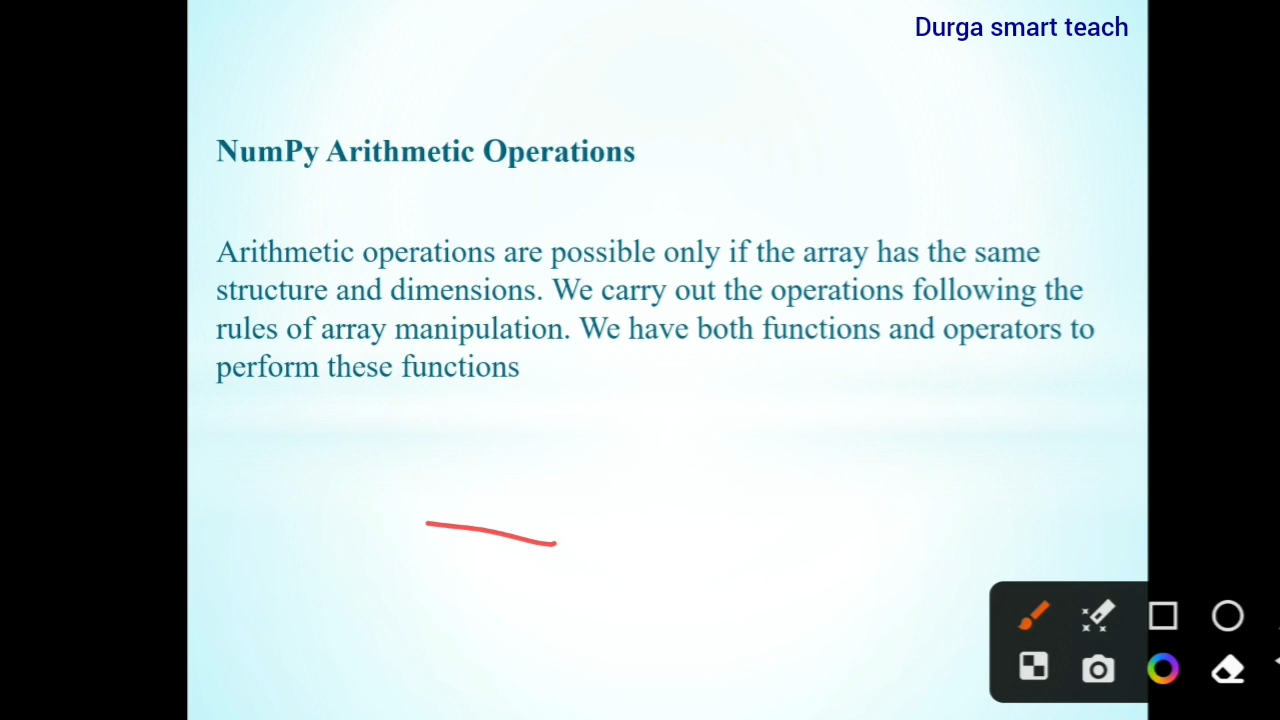 Durga smart teach
NumPy Arithmetic Operations
Arithmetic operations are possible only if the array has the same
structure and dimensions. We carry out the operations following the
rules of array manipulation. We have both functions and operators to
perform these functions